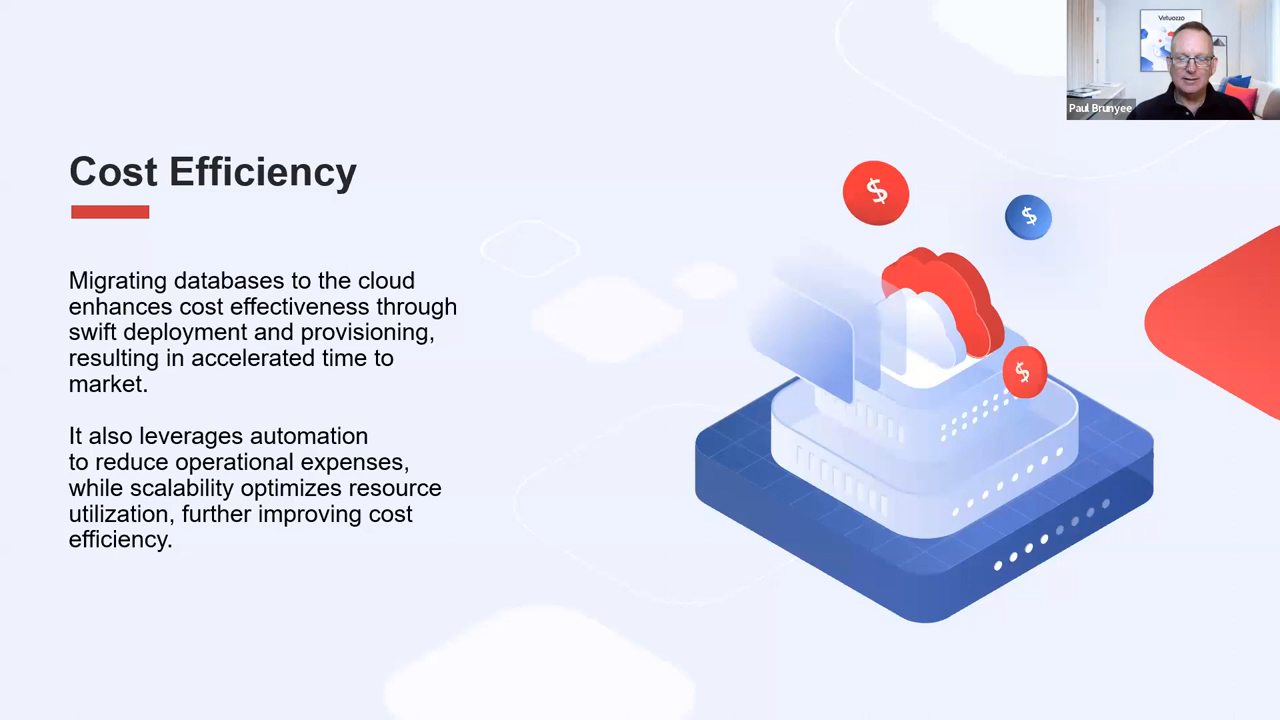 Virtuozzo
Paul Brunyee
Cost Efficiency
Migrating databases to the cloud
enhances cost effectiveness through
swift deployment and provisioning,
resulting in accelerated time to
market.
It also leverages automation
to reduce operational expenses,
while scalability optimizes resource
utilization, further improving cost
efficiency.
$
$
$